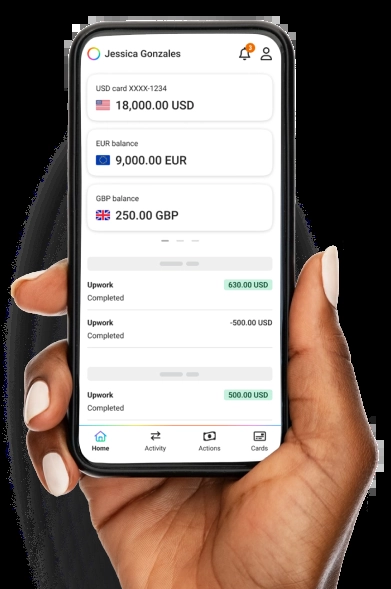 Jessica Gonzales
1
USD card XXXX-1234
18,000.00 USD
EUR balance
9,000.00 EUR
GBP balance
250.00 GBP
Upwork 630.00 USD
Completed
Upwork -500.00 USD
Completed
Upwork 500.00 USD
Completed
Home Activity Actions Cards